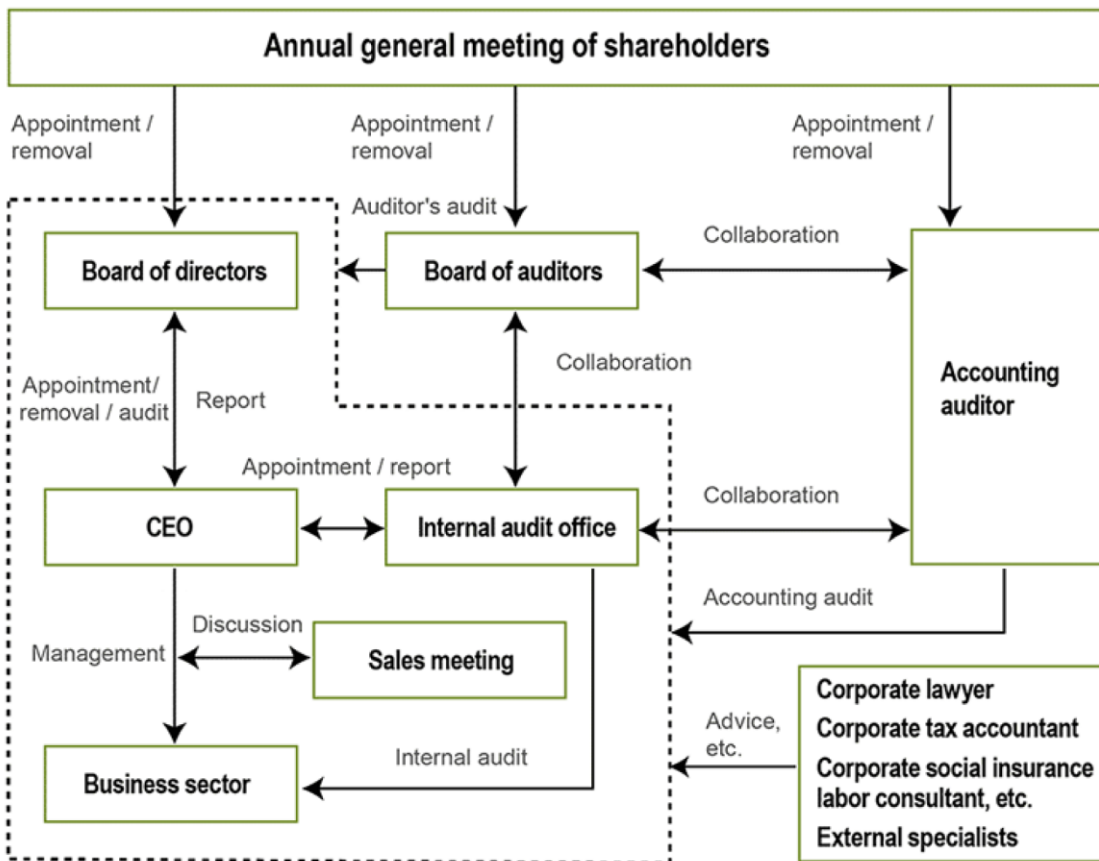 Annual general meeting of shareholders
Appointment /
removal
Appointment /
removal
Appointment /
removal
Auditor's audit
Collaboration
Board of directors
Board of auditors
Collaboration
Accounting
auditor
Appointment/
removal / audit
Report
Appointment / report
Collaboration
CEO
Internal audit office
Accounting audit
Discussion
Management
Sales meeting
Corporate lawyer
Corporate tax accountant
Corporate social insurance
labor consultant, etc.
External specialists
Advice,
etc.
Internal audit
Business sector